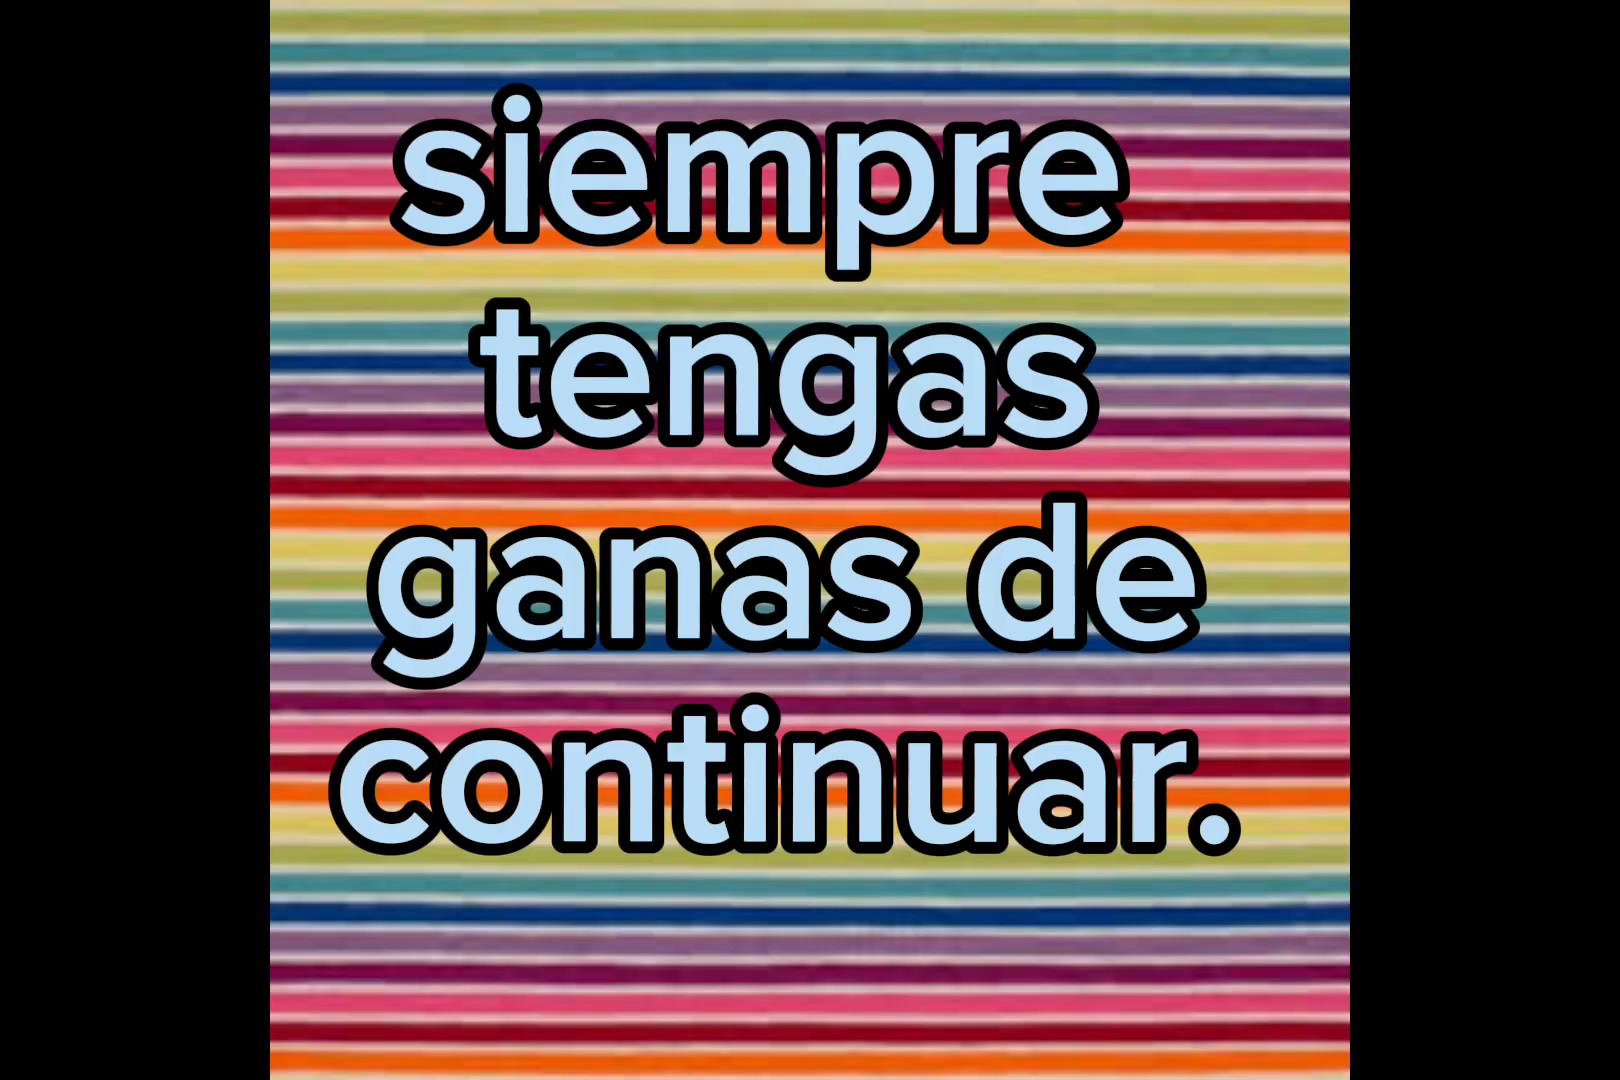 siempre
tengas
ganas de
continuar.